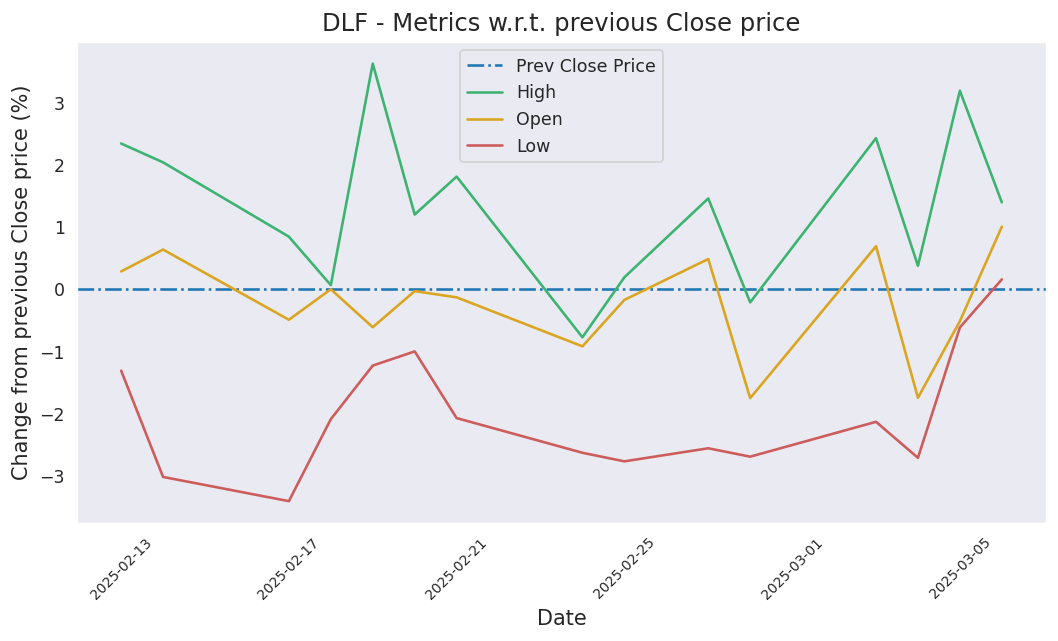 DLF - Metrics w.r.t. previous Close price
Prev Close Price
High
Open
Low
Change from previous Close price (%)
3
2
1
0
−1
−2
−3
2025-02-13
2025-02-17
2025-02-21
2025-02-25
2025-03-01
2025-03-05
Date